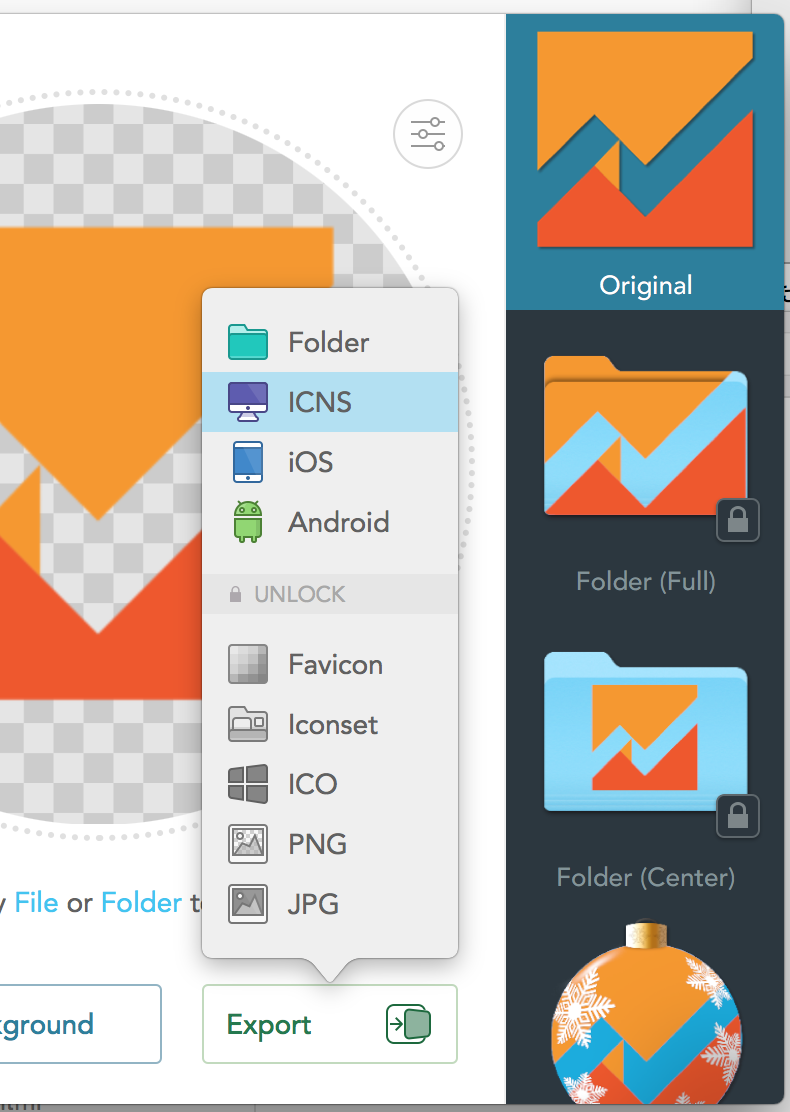 Original
Folder
ICNS
iOS
Android
UNLOCK
Favicon
Iconset
ICO
PNG
JPG
Folder (Full)
Folder (Center)
File or Folder
Export